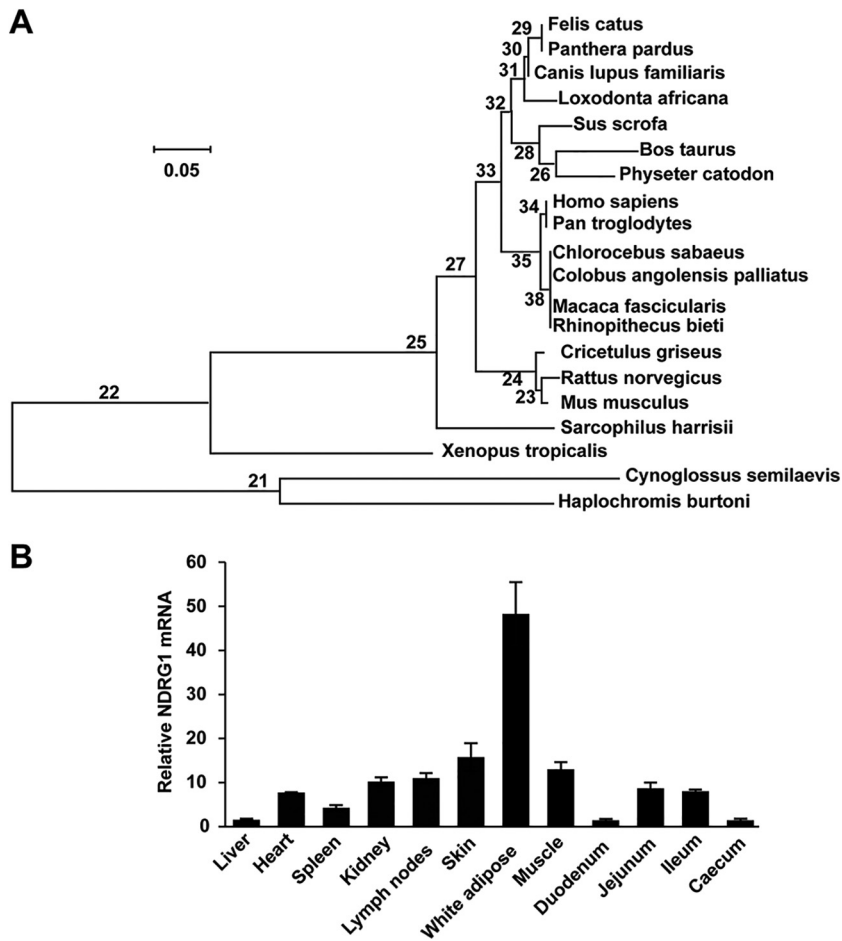 A
29
Felis catus
30
Panthera pardus
31
Canis lupus familiaris
32
Loxodonta africana
0.05
Sus scrofa
28
Bos taurus
26
Physeter catodon
33
34
Homo sapiens
Pan troglodytes
35
Chlorocebus sabaeus
27
Colobus angolensis palliatus
38
Macaca fascicularis
Rhinopithecus bieti
25
Cricetulus griseus
24
Rattus norvegicus
22
23
Mus musculus
Sarcophilus harrisii
Xenopus tropicalis
21
Cynoglossus semilaevis
Haplochromis burtoni
B
Relative NDRG1 mRNA
60
50
40
30
20
10
0
Liver
Heart
Spleen
Kidney
Lymph nodes
Skin
White adipose
Muscle
Duodenum
Jejunum
Ileum
Caecum